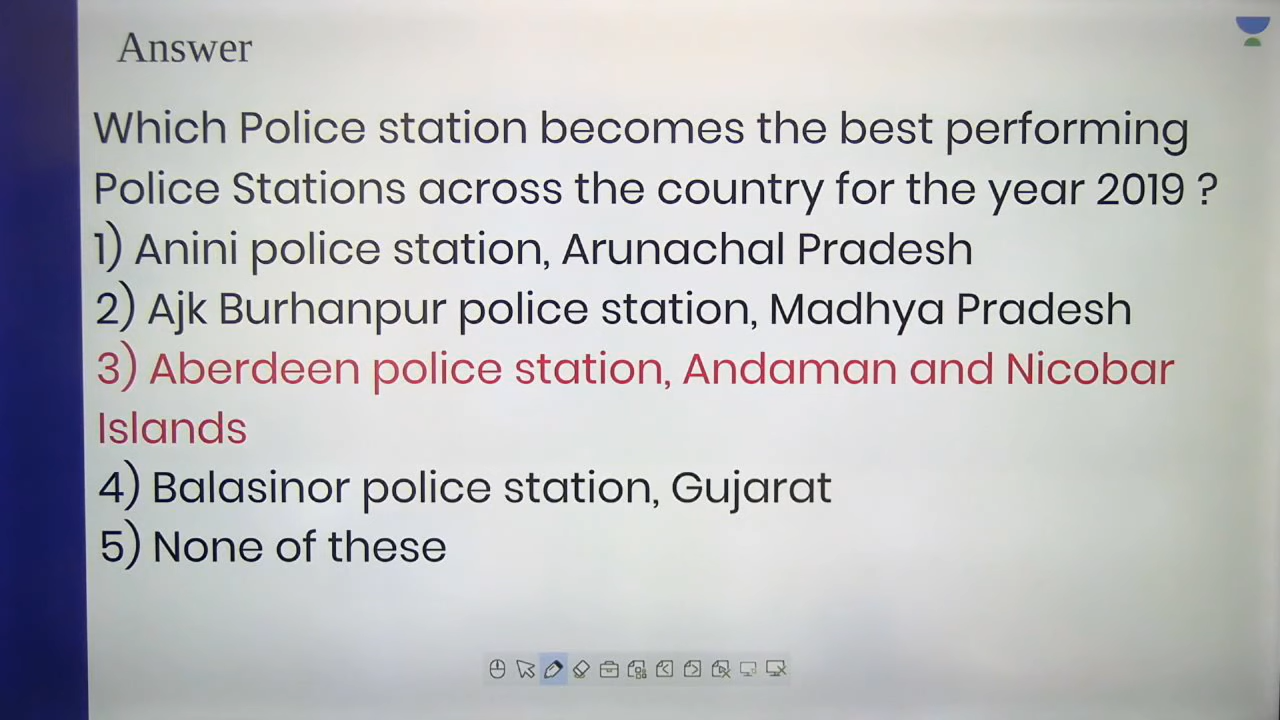 Answer
Which Police station becomes the best performing
Police Stations across the country for the year 2019 ?
1) Anini police station, Arunachal Pradesh
2) Ajk Burhanpur police station, Madhya Pradesh
3) Aberdeen police station, Andaman and Nicobar
Islands
4) Balasinor police station, Gujarat
5) None of these